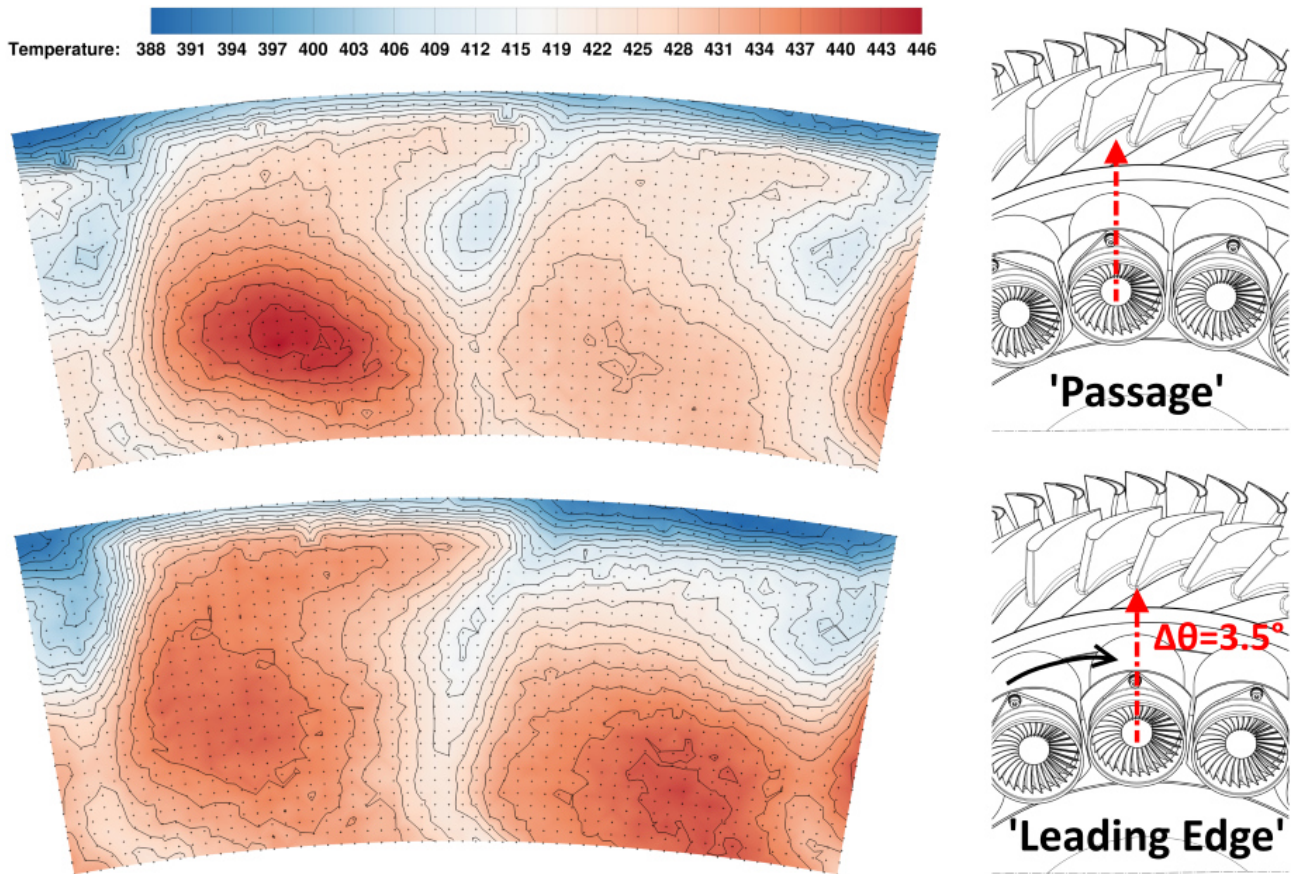 Temperature: 388 391 394 397 400 403 406 409 412 415 419 422 425 428 431 434 437 440 443 446
'Passage'
Δθ=3.5°
'Leading Edge'